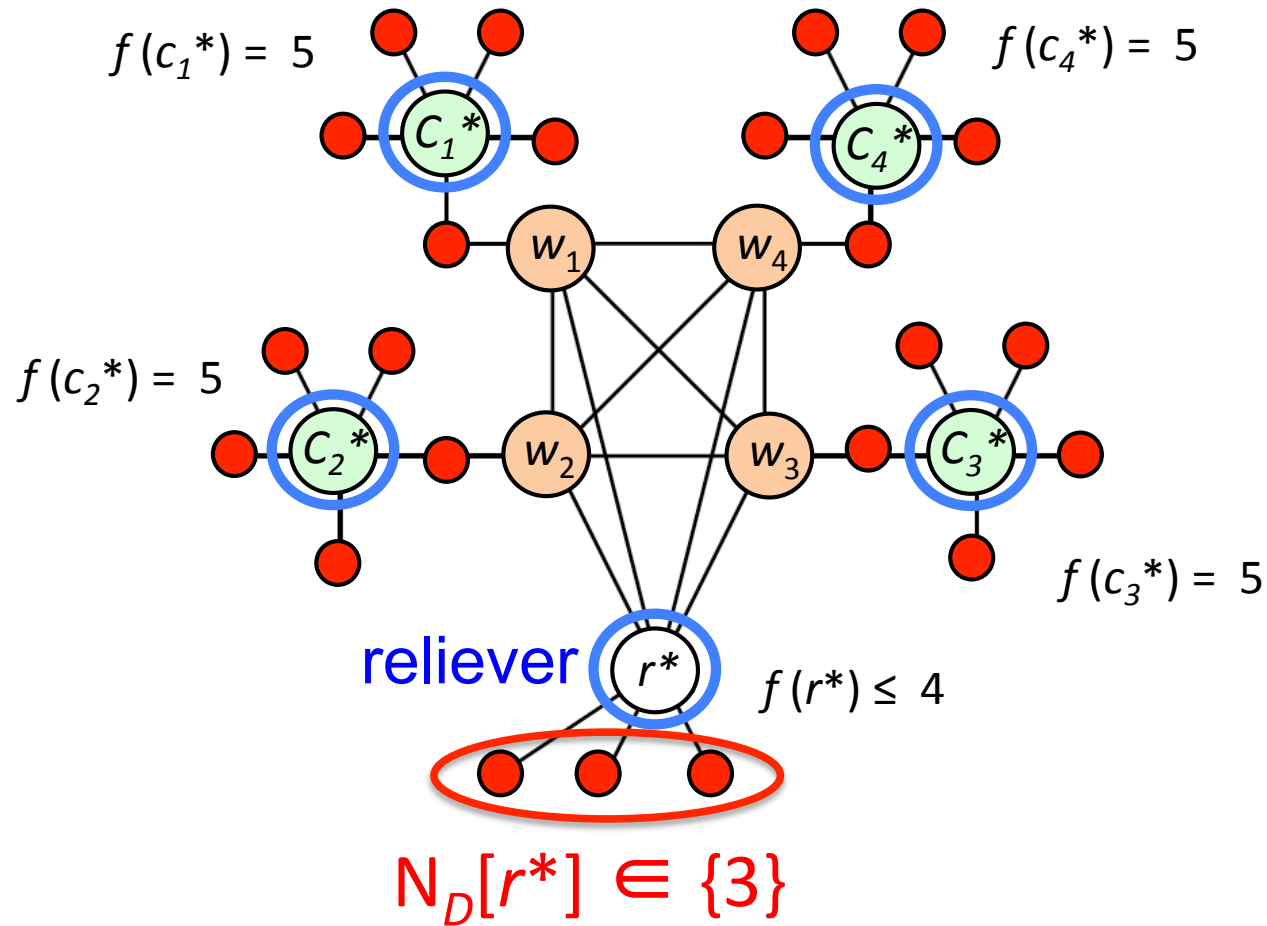 f (c₁*) = 5
f (c₄*) = 5
C₁*
C₄*
w₁
w₄
f (c₂*) = 5
C₂*
w₂
w₃
C₃*
f (c₃*) = 5
reliever
r*
f (r*) ≤ 4
N_D[r*] ∈ {3}